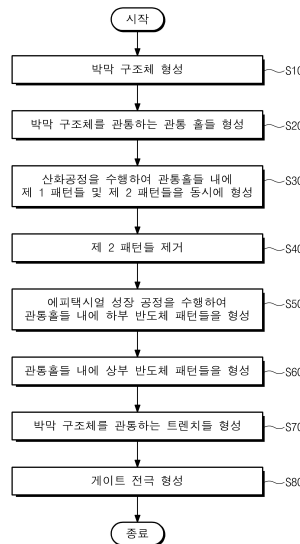 시작
박막 구조체 형성
S10
박막 구조체를 관통하는 관통 홀들 형성
S20
산화공정을 수행하여 관통홀들 내에
제 1 패턴들 및 제 2 패턴들을 동시에 형성
S30
제 2 패턴들 제거
S40
에피택시얼 성장 공정을 수행하여
관통홀들 내에 하부 반도체 패턴들을 형성
S50
관통홀들 내에 상부 반도체 패턴들을 형성
S60
박막 구조체를 관통하는 트렌치들 형성
S70
게이트 전극 형성
S80
종료